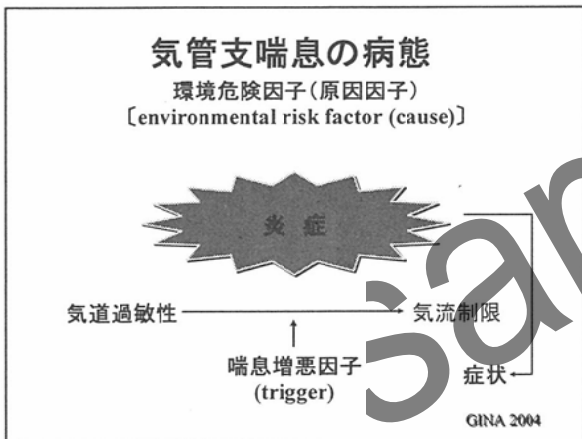 気管支喘息の病態
環境危険因子(原因因子)
〔environmental risk factor (cause)〕
炎 症
気道過敏性
気流制限
喘息増悪因子
(trigger)
症状
GINA 2004